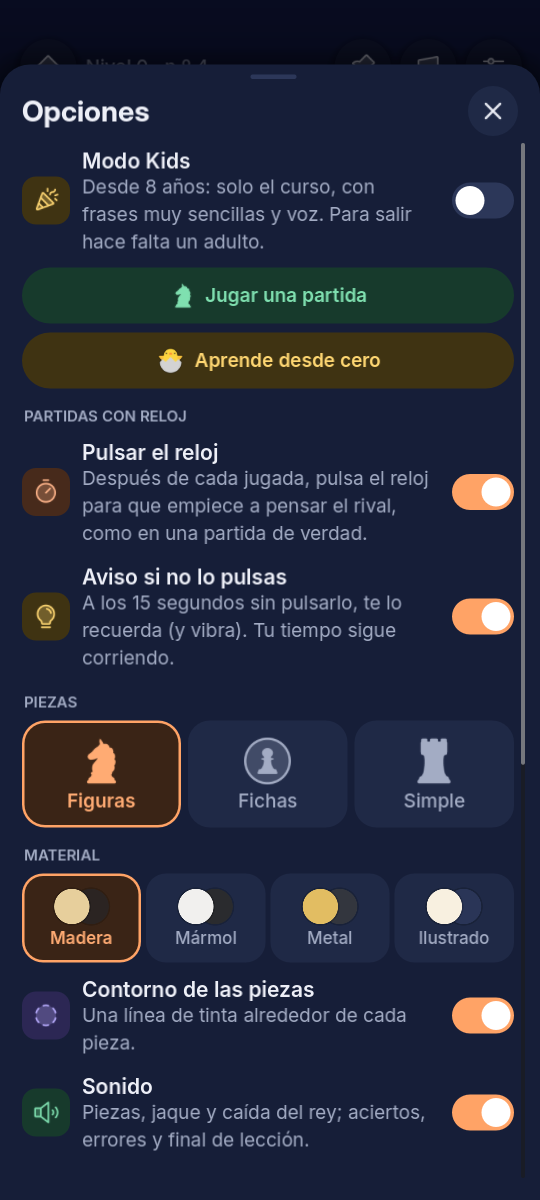 Opciones
Modo Kids
Desde 8 años: solo el curso, con
frases muy sencillas y voz. Para salir
hace falta un adulto.
Jugar una partida
Aprende desde cero
PARTIDAS CON RELOJ
Pulsar el reloj
Después de cada jugada, pulsa el reloj
para que empiece a pensar el rival,
como en una partida de verdad.
Aviso si no lo pulsas
A los 15 segundos sin pulsarlo, te lo
recuerda (y vibra). Tu tiempo sigue
corriendo.
PIEZAS
Figuras
Fichas
Simple
MATERIAL
Madera
Mármol
Metal
Ilustrado
Contorno de las piezas
Una línea de tinta alrededor de cada
pieza.
Sonido
Piezas, jaque y caída del rey; aciertos,
errores y final de lección.